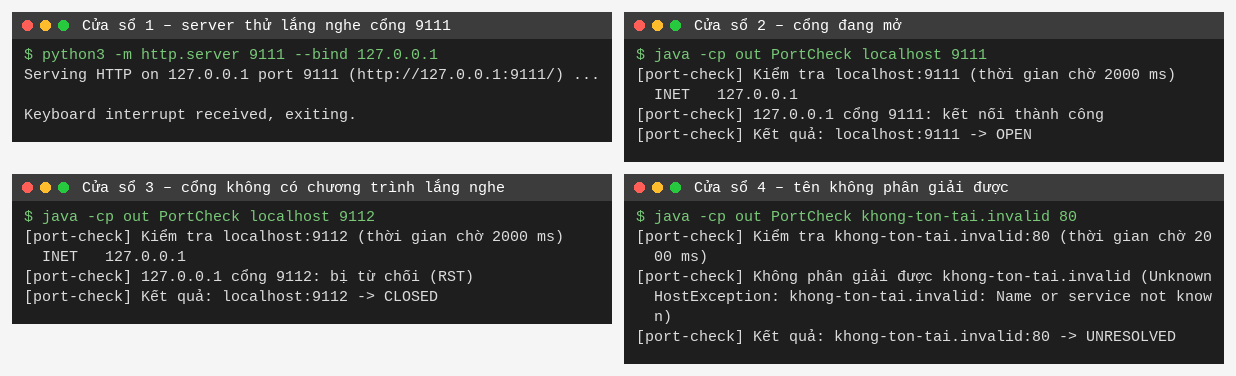 Cửa sổ 1 – server thử lắng nghe cổng 9111
$ python3 -m http.server 9111 --bind 127.0.0.1
Serving HTTP on 127.0.0.1 port 9111 (http://127.0.0.1:9111/) ...
Keyboard interrupt received, exiting.
Cửa sổ 2 – cổng đang mở
$ java -cp out PortCheck localhost 9111
[port-check] Kiểm tra localhost:9111 (thời gian chờ 2000 ms)
INET   127.0.0.1
[port-check] 127.0.0.1 cổng 9111: kết nối thành công
[port-check] Kết quả: localhost:9111 -> OPEN
Cửa sổ 3 – cổng không có chương trình lắng nghe
$ java -cp out PortCheck localhost 9112
[port-check] Kiểm tra localhost:9112 (thời gian chờ 2000 ms)
INET   127.0.0.1
[port-check] 127.0.0.1 cổng 9112: bị từ chối (RST)
[port-check] Kết quả: localhost:9112 -> CLOSED
Cửa sổ 4 – tên không phân giải được
$ java -cp out PortCheck khong-ton-tai.invalid 80
[port-check] Kiểm tra khong-ton-tai.invalid:80 (thời gian chờ 20
00 ms)
[port-check] Không phân giải được khong-ton-tai.invalid (Unknown
HostException: khong-ton-tai.invalid: Name or service not know
n)
[port-check] Kết quả: khong-ton-tai.invalid:80 -> UNRESOLVED